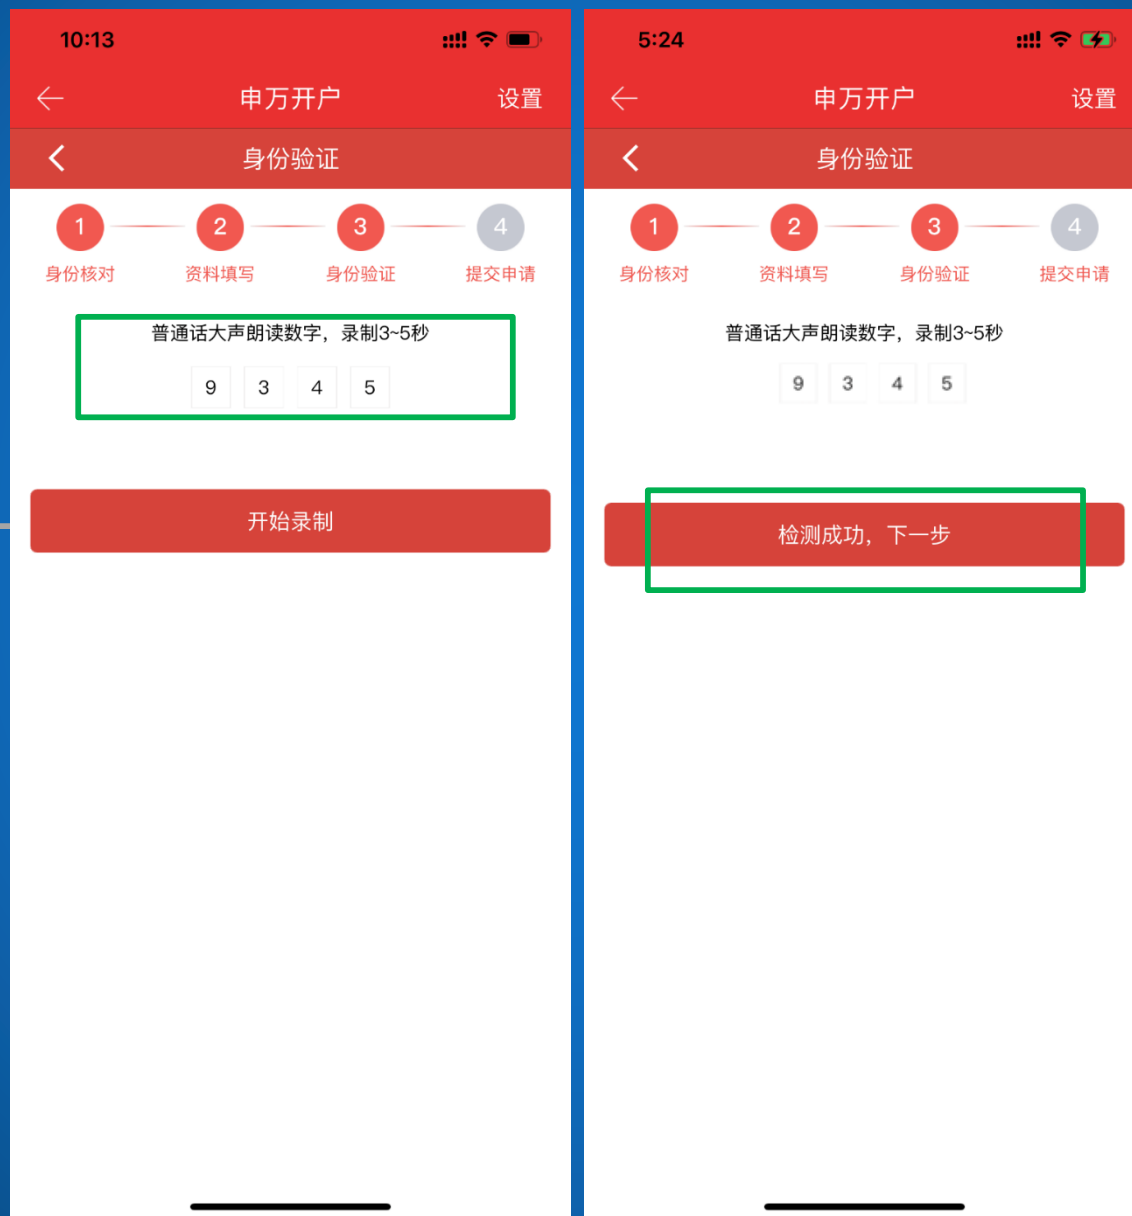 10:13
申万开户 设置
身份验证
1 2 3 4
身份核对 资料填写 身份验证 提交申请
普通话大声朗读数字，录制3~5秒
9 3 4 5
开始录制
5:24
申万开户 设置
身份验证
1 2 3 4
身份核对 资料填写 身份验证 提交申请
普通话大声朗读数字，录制3~5秒
9 3 4 5
检测成功，下一步